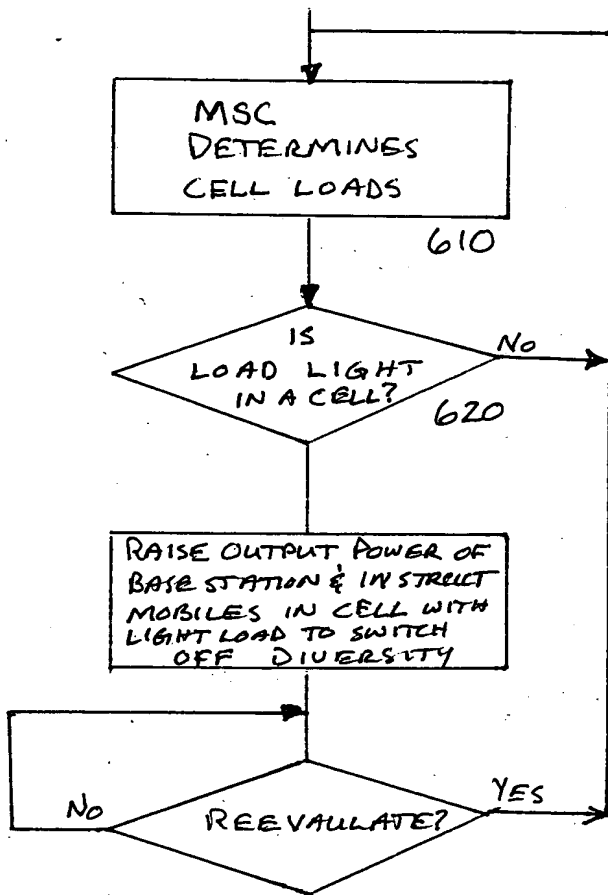 MSC
DETERMINES
CELL LOADS
610
IS
LOAD LIGHT
IN A CELL?
NO
620
RAISE OUTPUT POWER OF
BASE STATION & INSTRUCT
MOBILES IN CELL WITH
LIGHT LOAD TO SWITCH
OFF DIVERSITY
NO
REEVAULATE?
YES